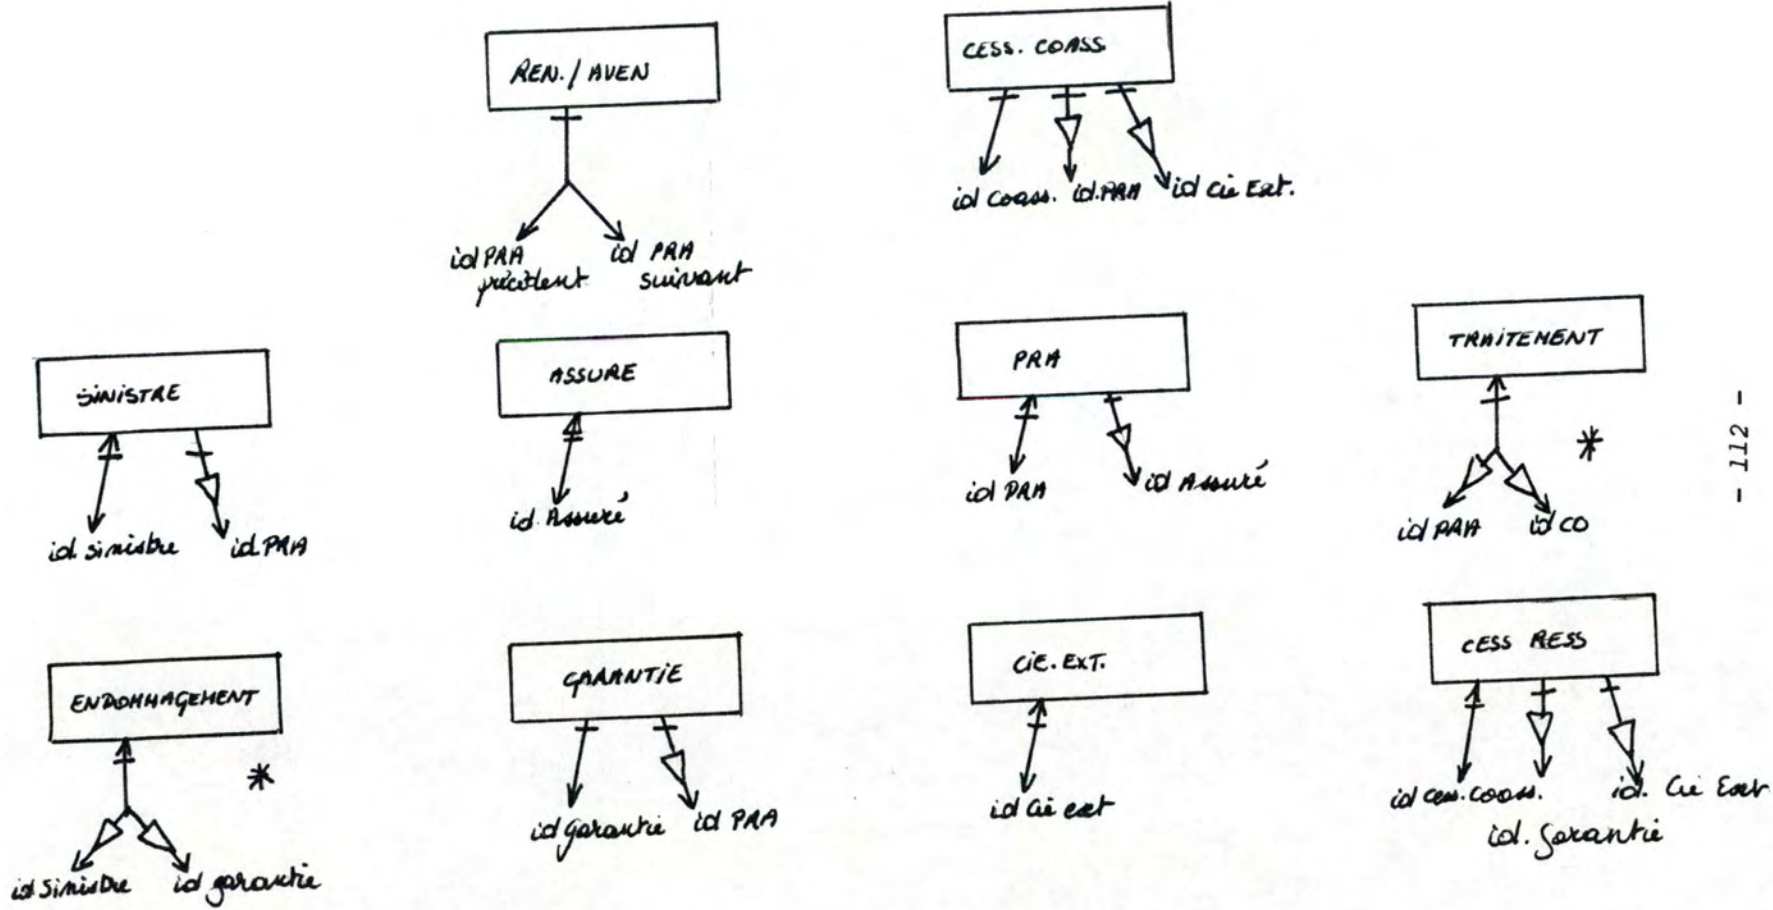 REN. / AVEN
CESS. COASS
id PRA
précédent
id PRA
suivant
id Coass.
id.PRA
id Cie Ext.
SINISTRE
ASSURE
PRA
TRAITEMENT
id. sinistre
id.PRA
id. Assuré
id PRA
id Assuré
id PRA
id CO
*
- 112 -
ENDOMMAGEMENT
GARANTIE
CIE. EXT.
CESS RESS
id Sinistre
id garantie
*
id garantie
id PRA
id Cie ext
id cess. coass.
id. garantie
id. Cie Ext